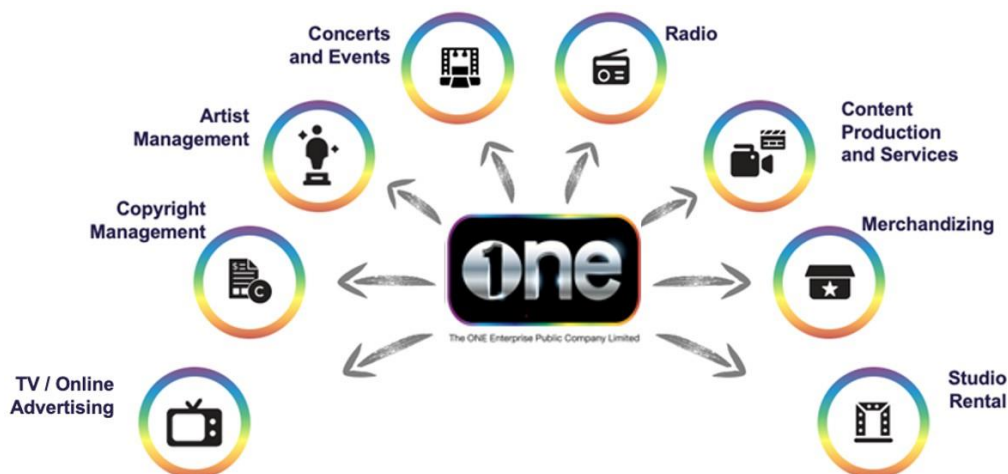 Concerts
and Events
Radio
Artist
Management
Content
Production
and Services
Copyright
Management
Merchandizing
one
The ONE Enterprise Public Company Limited
TV / Online
Advertising
Studio
Rental